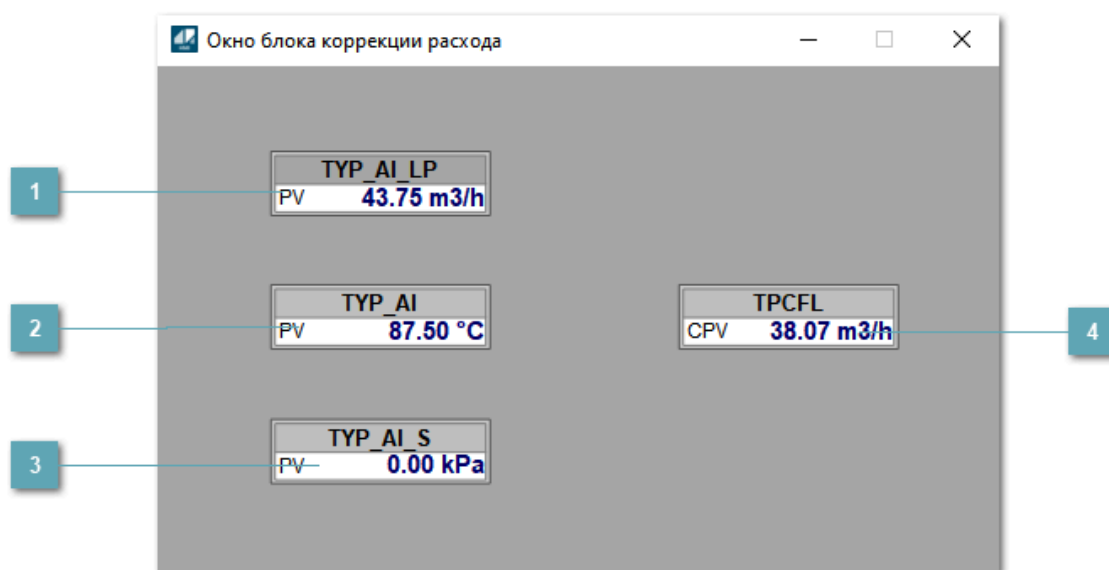 Окно блока коррекции расхода
1
TYP_AI_LP
PV 43.75 m3/h
2
TYP_AI
PV 87.50 °C
TPCFL
CPV 38.07 m3/h
4
3
TYP_AI_S
PV 0.00 kPa